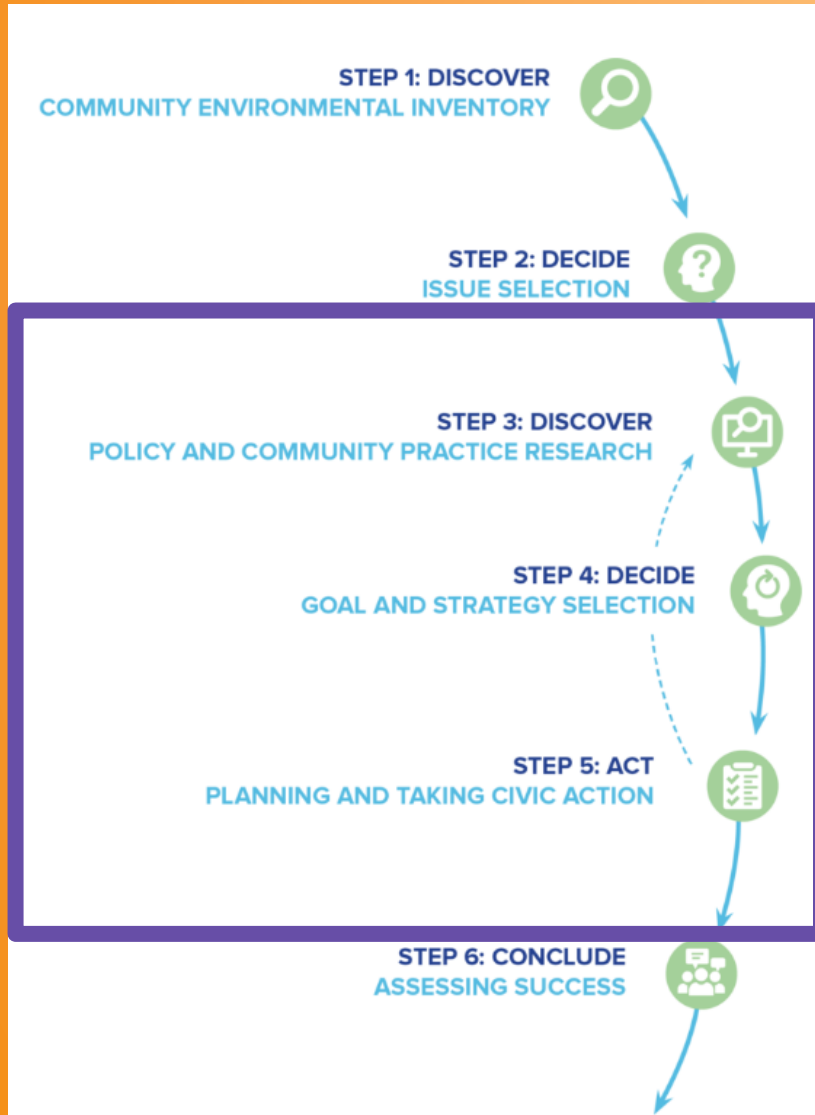 STEP 1: DISCOVER
COMMUNITY ENVIRONMENTAL INVENTORY
STEP 2: DECIDE
ISSUE SELECTION
STEP 3: DISCOVER
POLICY AND COMMUNITY PRACTICE RESEARCH
STEP 4: DECIDE
GOAL AND STRATEGY SELECTION
STEP 5: ACT
PLANNING AND TAKING CIVIC ACTION
STEP 6: CONCLUDE
ASSESSING SUCCESS